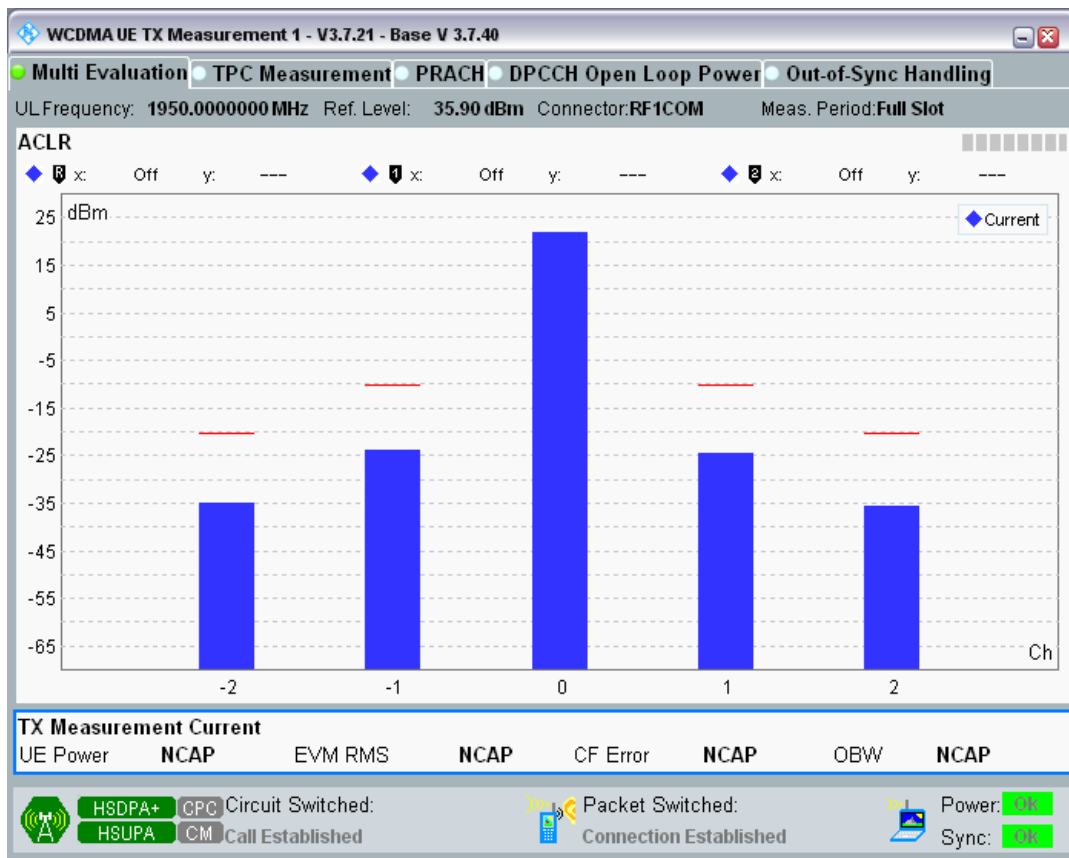 WCDMA UE TX Measurement 1 - V3.7.21 - Base V 3.7.40
Multi Evaluation TPC Measurement PRACH DPCCH Open Loop Power Out-of-Sync Handling
UL Frequency: 1950.0000000 MHz Ref. Level: 35.90 dBm Connector:RF1COM Meas. Period:Full Slot
ACLR
R x: Off y: --- 1 x: Off y: --- 2 x: Off y: ---
dBm
Current
25
15
5
-5
-15
-25
-35
-45
-55
-65
Ch
-2 -1 0 1 2
TX Measurement Current
UE Power NCAP EVM RMS NCAP CF Error NCAP OBW NCAP
HSDPA+ CPC Circuit Switched: Packet Switched: Power: Ok
HSUPA CM Call Established Connection Established Sync: Ok